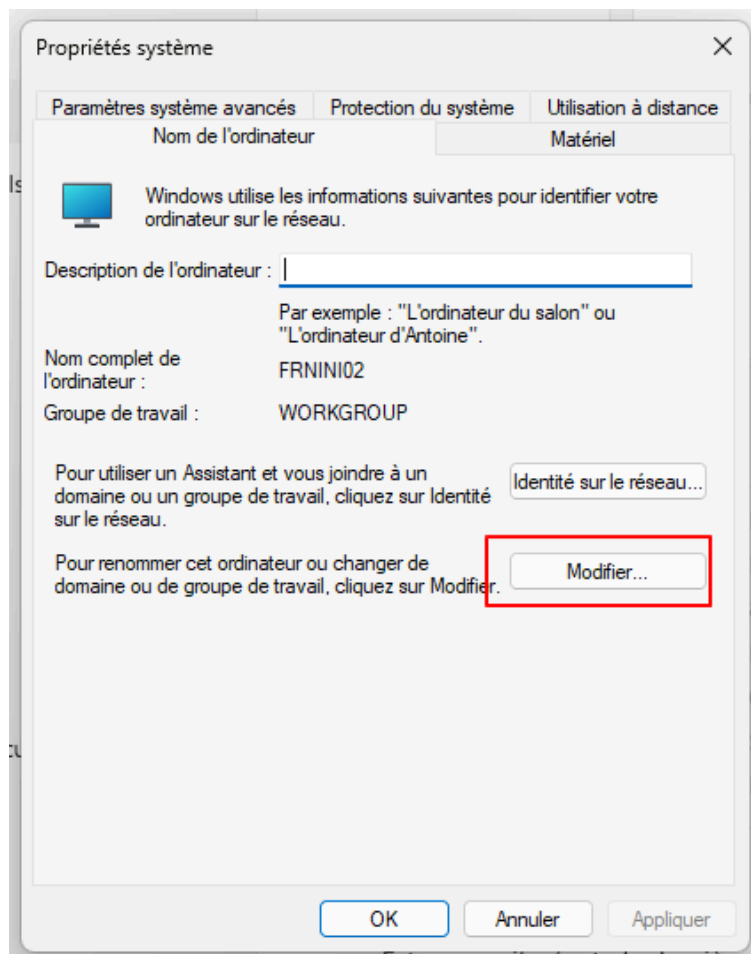 Propriétés système
Paramètres système avancés
Protection du système
Utilisation à distance
Nom de l'ordinateur
Matériel
Windows utilise les informations suivantes pour identifier votre
ordinateur sur le réseau.
Description de l'ordinateur :
Par exemple : "L'ordinateur du salon" ou
"L'ordinateur d'Antoine".
Nom complet de
l'ordinateur :
FRNINI02
Groupe de travail :
WORKGROUP
Pour utiliser un Assistant et vous joindre à un
domaine ou un groupe de travail, cliquez sur Identité
sur le réseau.
Identité sur le réseau...
Pour renommer cet ordinateur ou changer de
domaine ou de groupe de travail, cliquez sur Modifier.
Modifier...
OK
Annuler
Appliquer